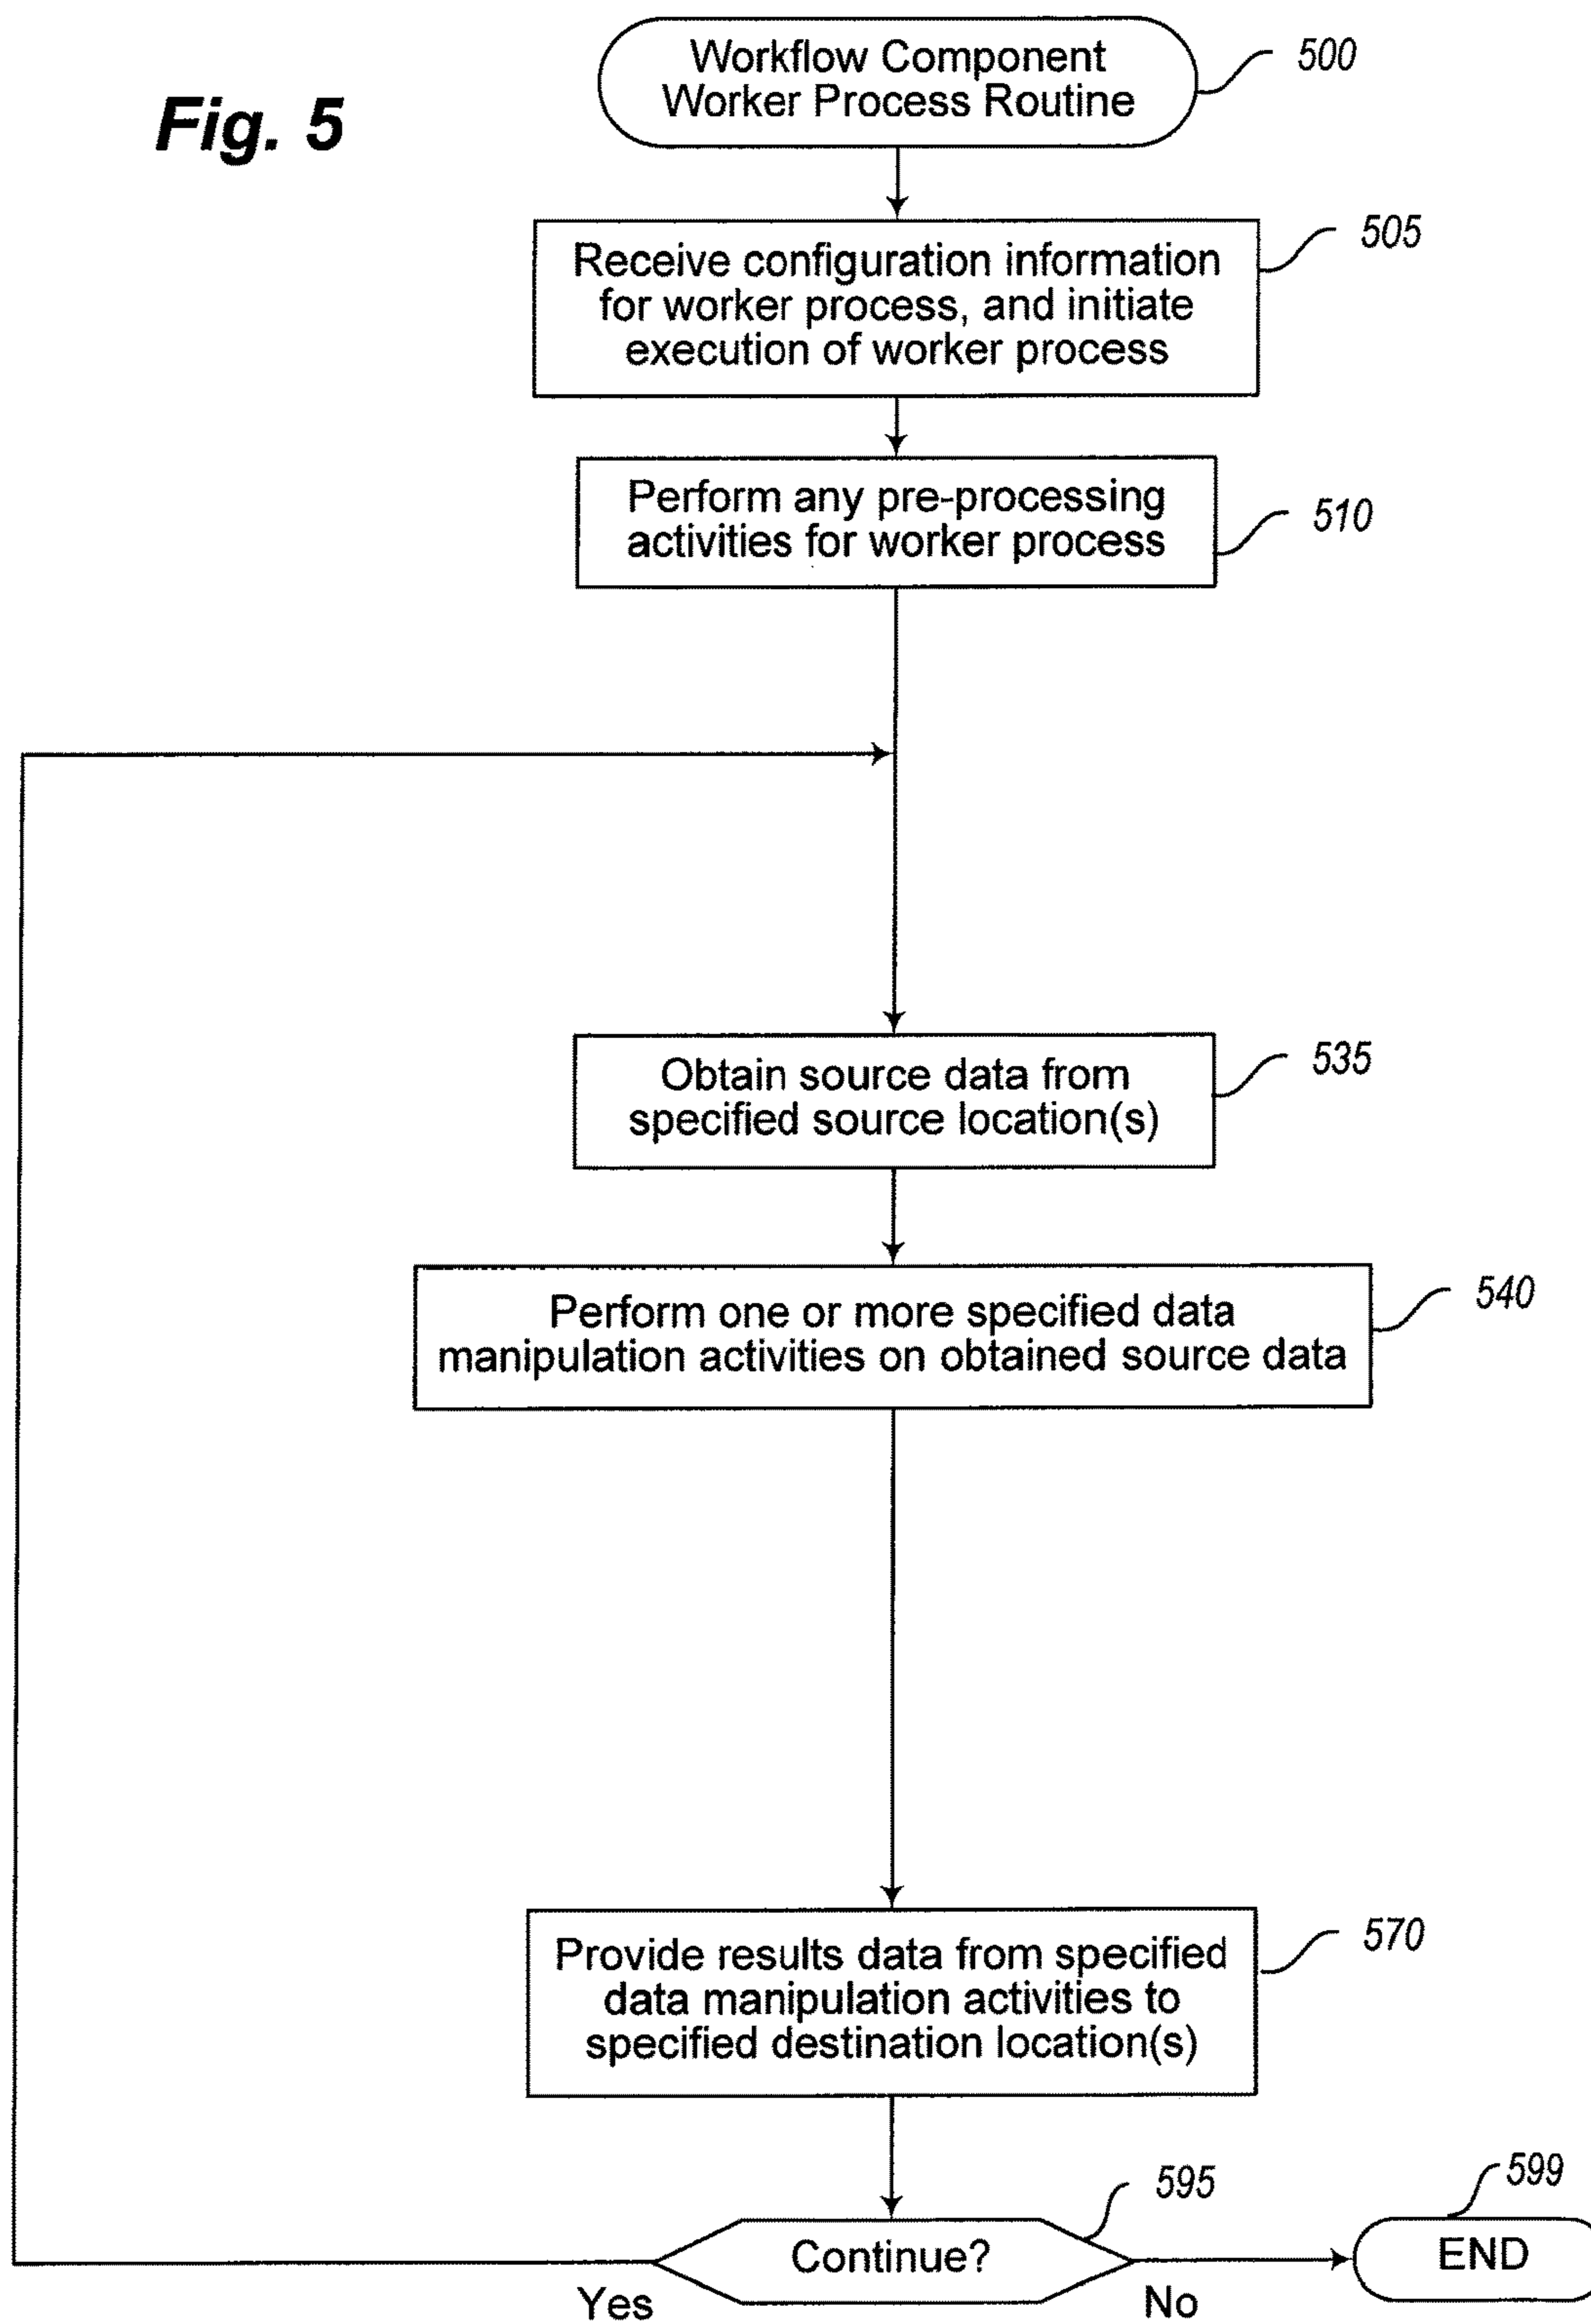 Fig. 5
Workflow Component
Worker Process Routine
500
Receive configuration information
for worker process, and initiate
execution of worker process
505
Perform any pre-processing
activities for worker process
510
Obtain source data from
specified source location(s)
535
Perform one or more specified data
manipulation activities on obtained source data
540
Provide results data from specified
data manipulation activities to
specified destination location(s)
570
Continue?
595
Yes
No
END
599